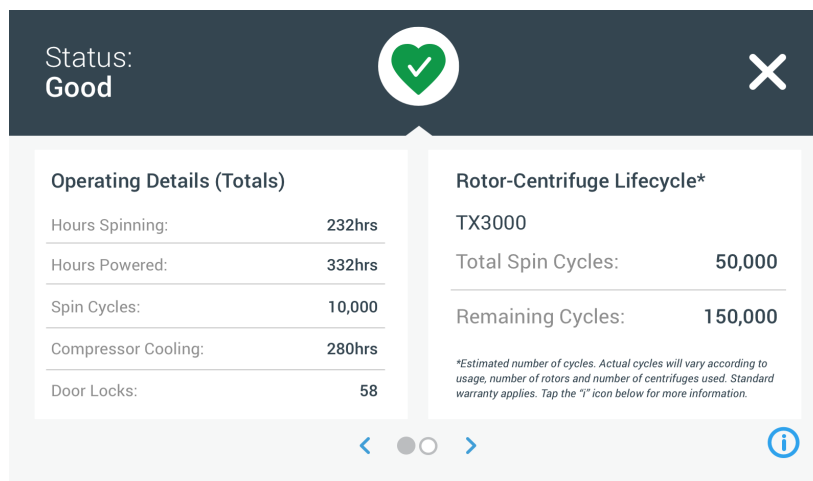 Status:
Good
Operating Details (Totals)
Hours Spinning: 232hrs
Hours Powered: 332hrs
Spin Cycles: 10,000
Compressor Cooling: 280hrs
Door Locks: 58
Rotor-Centrifuge Lifecycle*
TX3000
Total Spin Cycles: 50,000
Remaining Cycles: 150,000
*Estimated number of cycles. Actual cycles will vary according to
usage, number of rotors and number of centrifuges used. Standard
warranty applies. Tap the “i” icon below for more information.
i